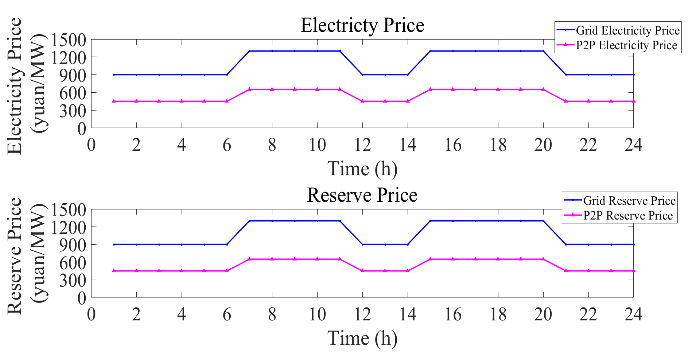 Electricty Price
Grid Electricity Price
P2P Electricity Price
Electricity Price
(yuan/MW)
1500
1200
900
600
300
0
0 2 4 6 8 10 12 14 16 18 20 22 24
Time (h)
Reserve Price
Grid Reserve Price
P2P Reserve Price
Reserve Price
(yuan/MW)
1500
1200
900
600
300
0
0 2 4 6 8 10 12 14 16 18 20 22 24
Time (h)